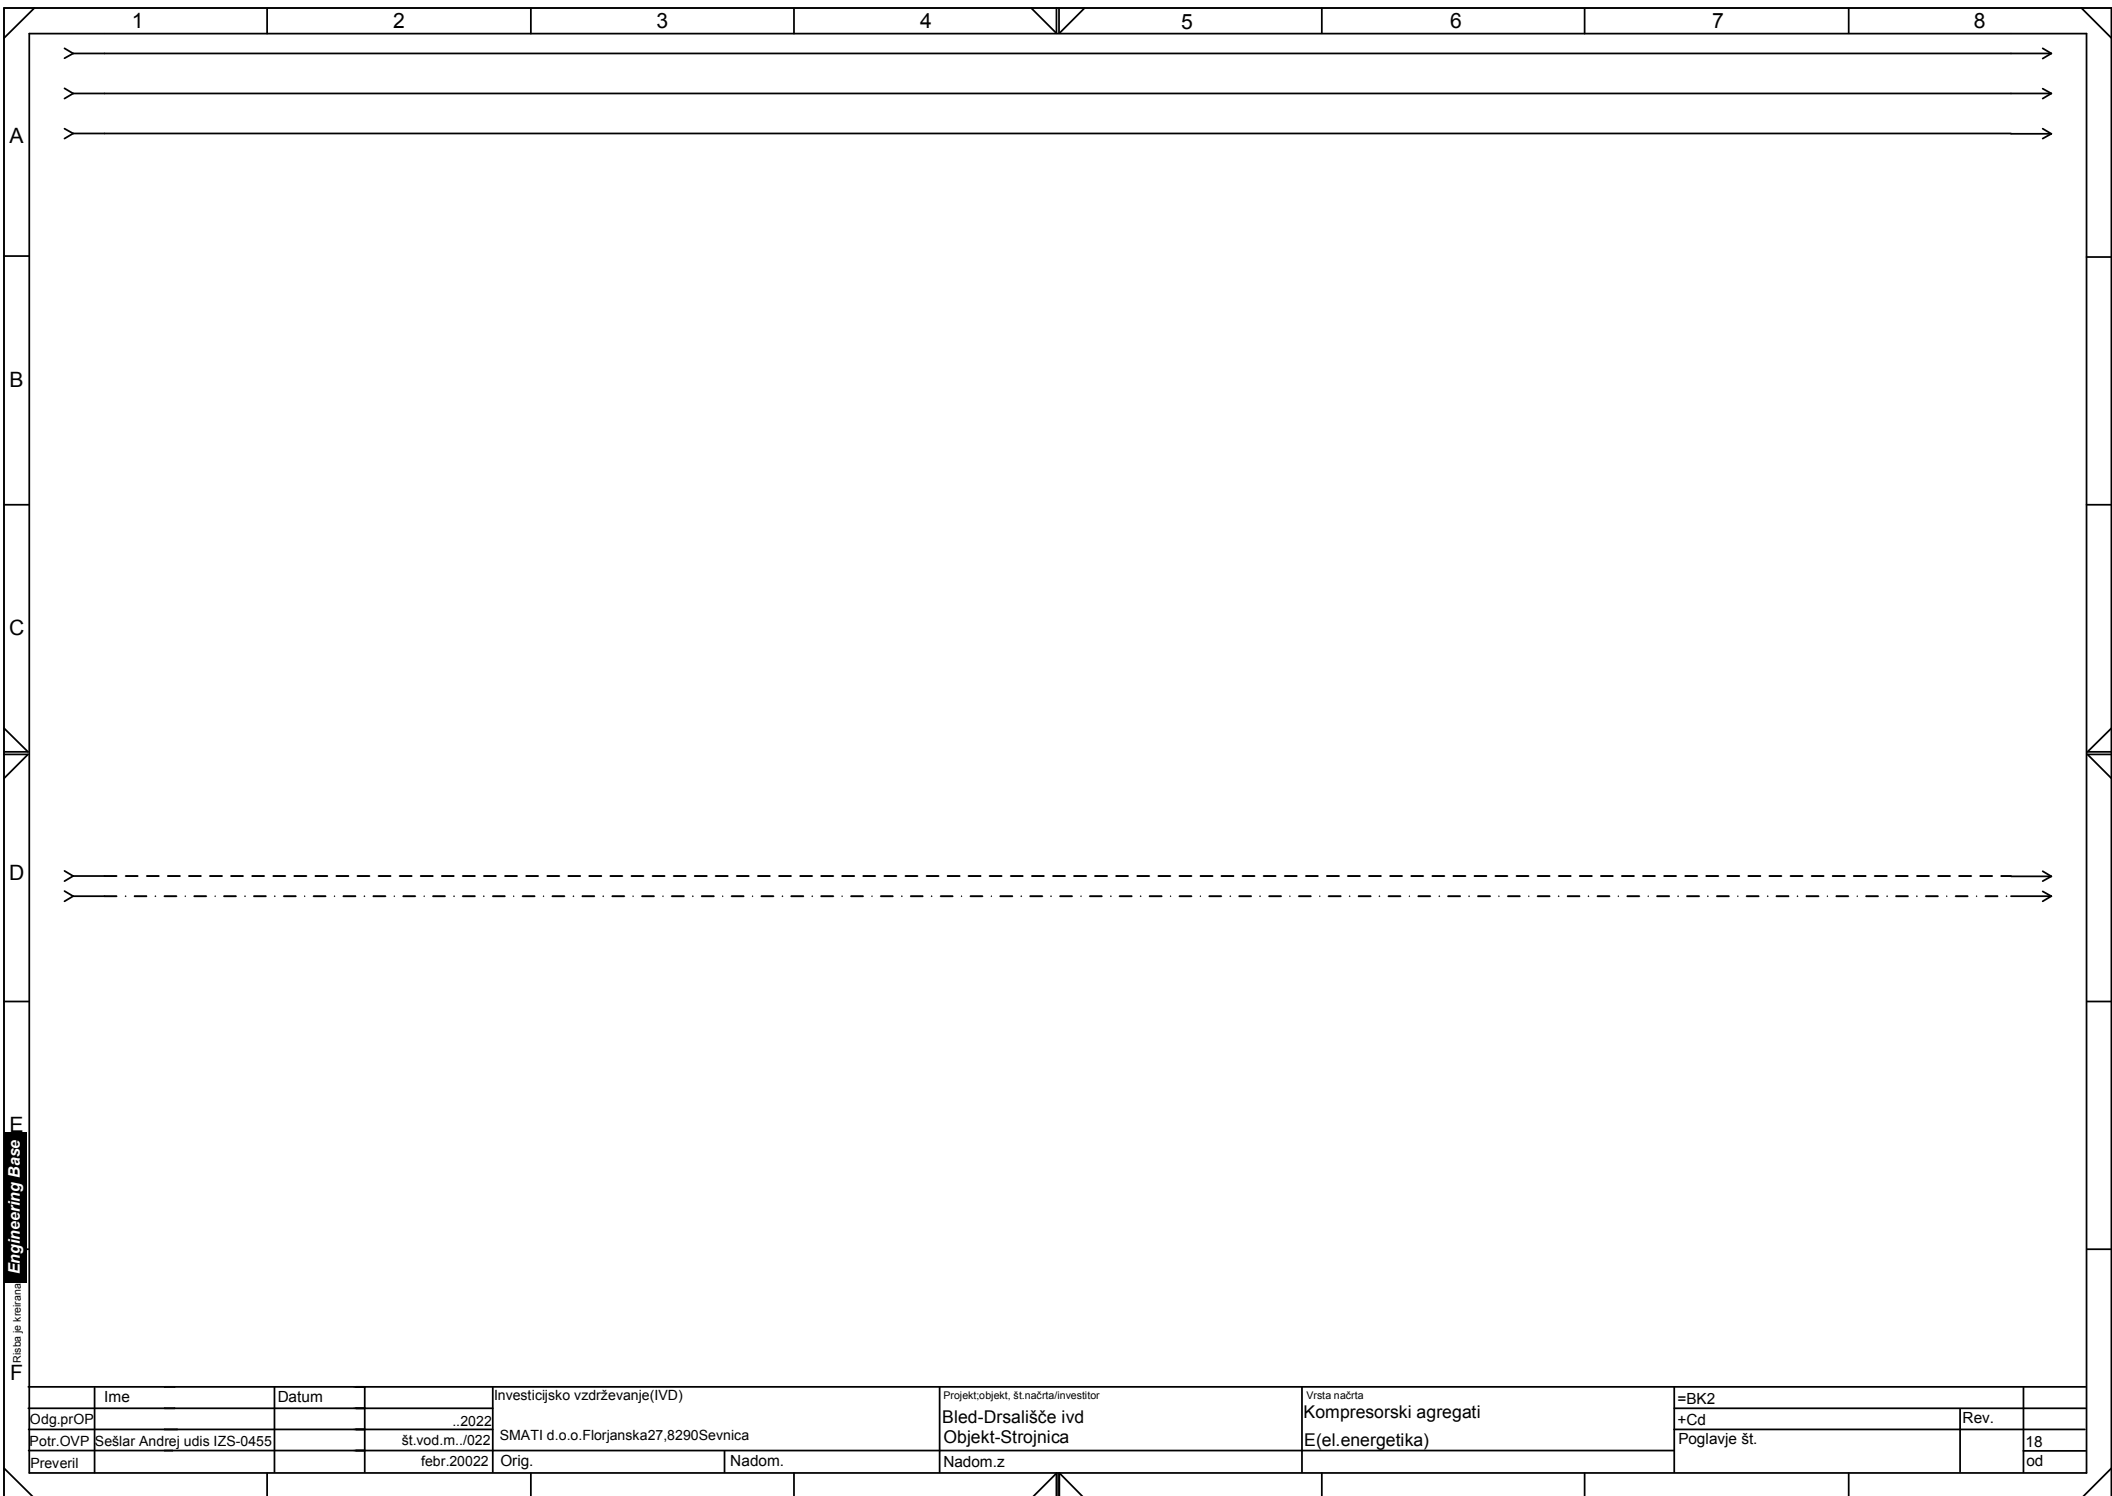 1 2 3 4 5 6 7 8
A
B
C
D
E
F
Engineering Base
Risba je kreirana
Ime Datum Investicijsko vzdrževanje(IVD) Projekt;objekt, št.načrta/investitor Vrsta načrta =BK2
Odg.prOP ..2022 Bled-Drsališče ivd Kompresorski agregati +Cd Rev.
Potr.OVP Sešlar Andrej udis IZS-0455 št.vod.m../022 SMATI d.o.o.Florjanska27,8290Sevnica Objekt-Strojnica E(el.energetika) Poglavje št. 18
Preveril febr.20022 Orig. Nadom. Nadom.z od